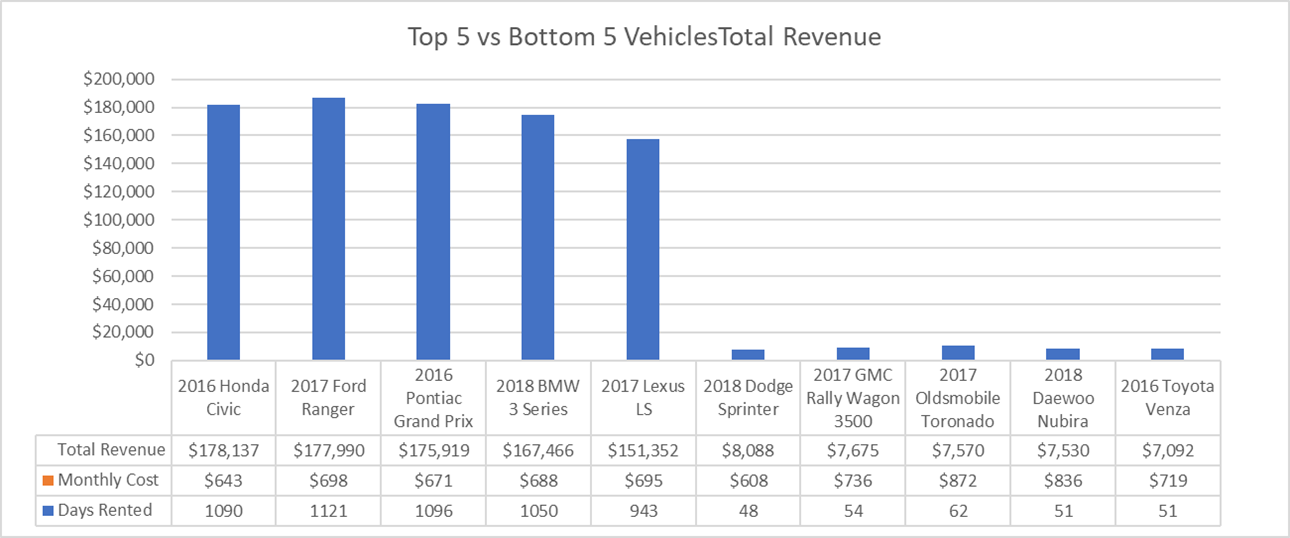 Top 5 vs Bottom 5 VehiclesTotal Revenue
$200,000
$180,000
$160,000
$140,000
$120,000
$100,000
$80,000
$60,000
$40,000
$20,000
$0
2016 Honda
Civic
2017 Ford
Ranger
2016
Pontiac
Grand Prix
2018 BMW
3 Series
2017 Lexus
LS
2018 Dodge
Sprinter
2017 GMC
Rally Wagon
3500
2017
Oldsmobile
Toronado
2018
Daewoo
Nubira
2016 Toyota
Venza
Total Revenue $178,137 $177,990 $175,919 $167,466 $151,352 $8,088 $7,675 $7,570 $7,530 $7,092
Monthly Cost $643 $698 $671 $688 $695 $608 $736 $872 $836 $719
Days Rented 1090 1121 1096 1050 943 48 54 62 51 51